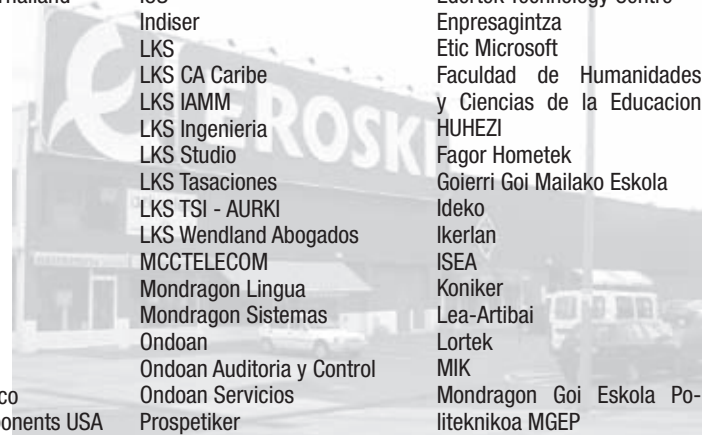 Indiser
LKS
LKS CA Caribe
LKS IAMM
LKS Ingenieria
LKS Studio
LKS Tasaciones
LKS TSI - AURKI
LKS Wendland Abogados
MCCTELECOM
Mondragon Lingua
Mondragon Sistemas
Ondoan
Ondoan Auditoria y Control
Ondoan Servicios
Prospetiker
Enpresagintza
Etic Microsoft
Faculdad de Humanidades
y Ciencias de la Educacion
HUHEZI
Fagor Hometek
Goierri Goi Mailako Eskola
Ideko
Ikerlan
ISEA
Koniker
Lea-Artibai
Lortek
MIK
Mondragon Goi Eskola Po-
liteknikoa MGEP
USA
EROSKI